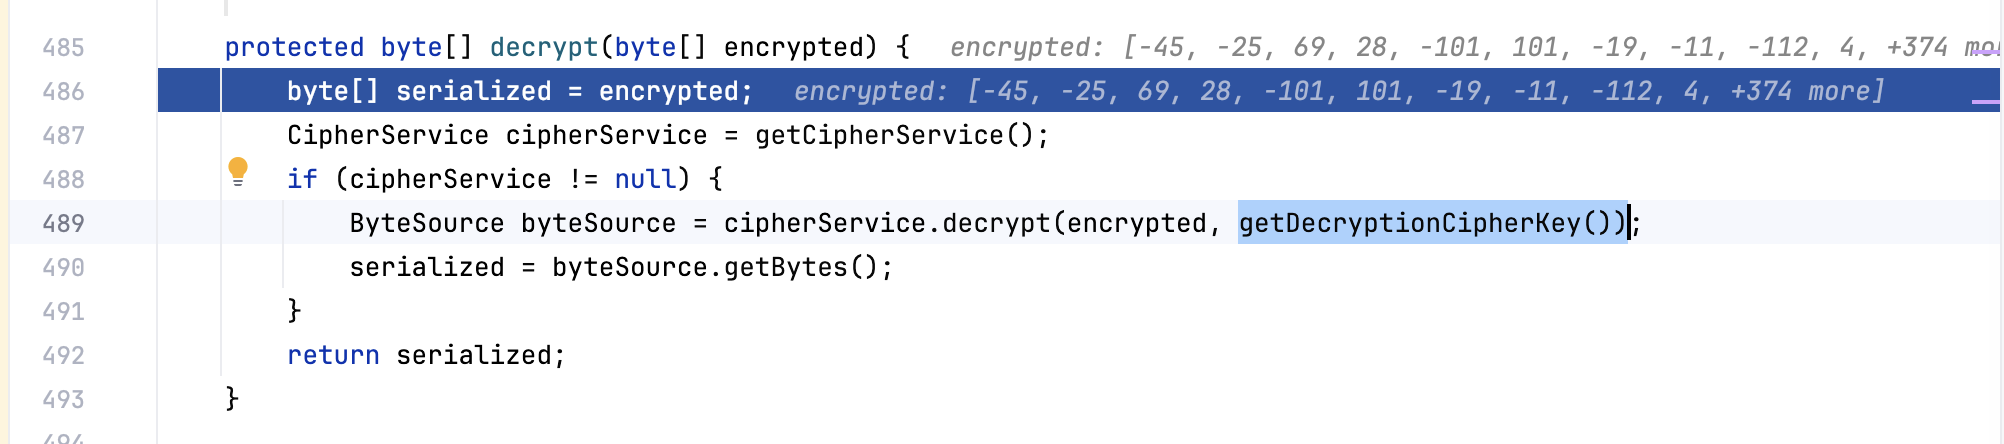 485 protected byte[] decrypt(byte[] encrypted) { encrypted: [-45, -25, 69, 28, -101, 101, -19, -11, -112, 4, +374
486 byte[] serialized = encrypted; encrypted: [-45, -25, 69, 28, -101, 101, -19, -11, -112, 4, +374 more]
487 CipherService cipherService = getCipherService();
488 if (cipherService != null) {
489 ByteSource byteSource = cipherService.decrypt(encrypted, getDecryptionCipherKey());
490 serialized = byteSource.getBytes();
491 }
492 return serialized;
493 }
494